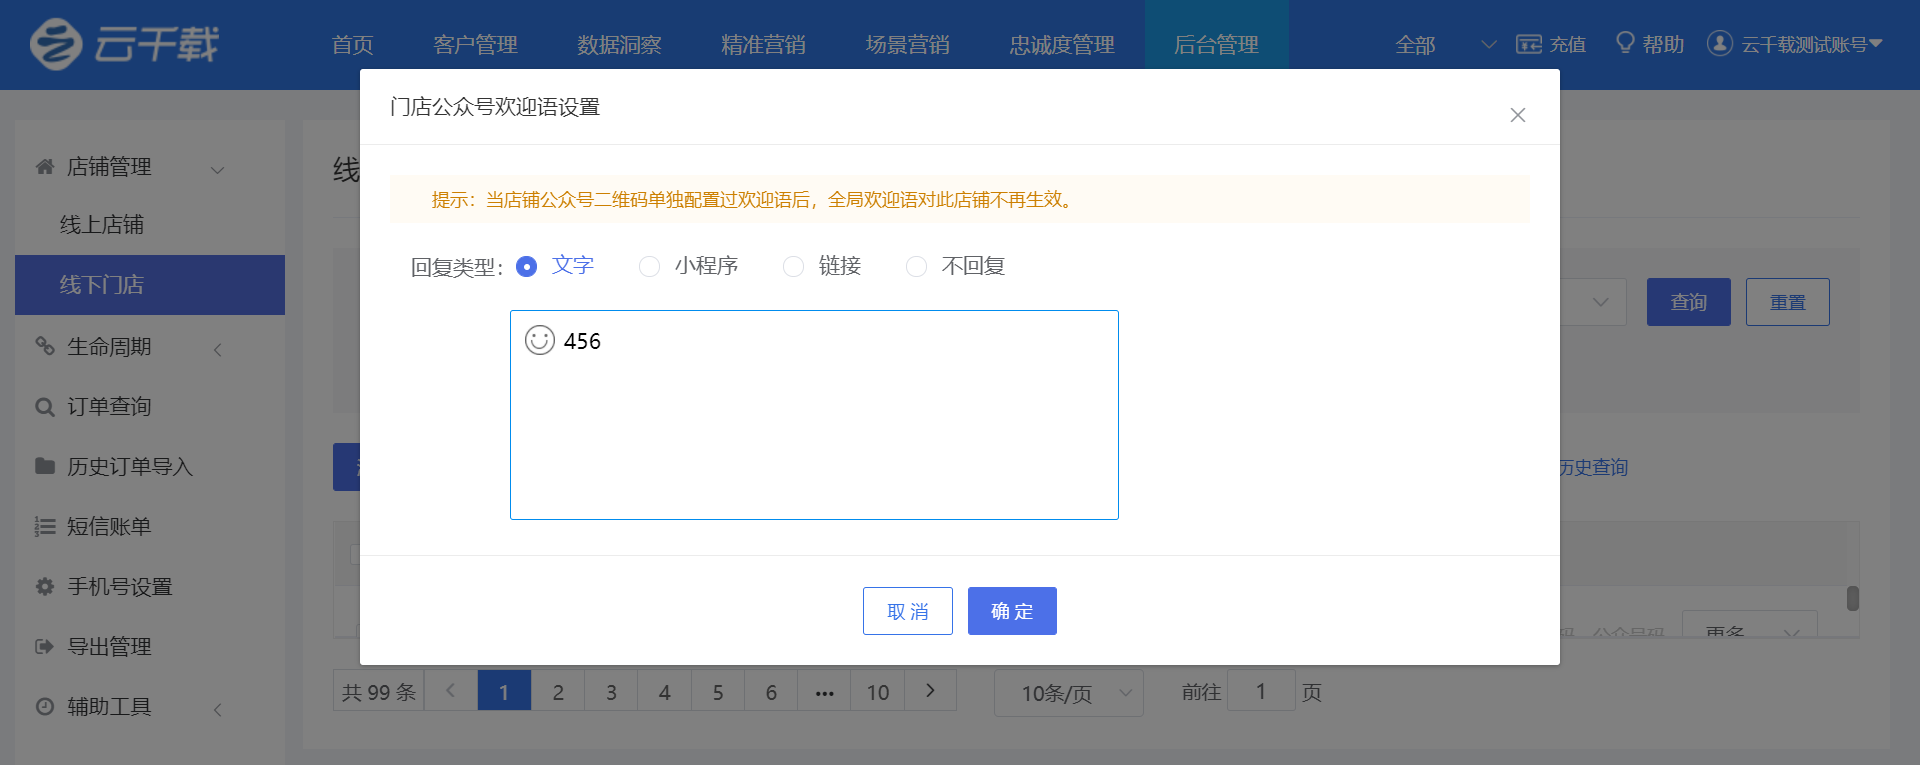 云千载
首页 客户管理 数据洞察 精准营销 场景营销 忠诚度管理 后台管理 全部 充值 帮助 云千载测试账号
门店公众号欢迎语设置
提示：当店铺公众号二维码单独配置过欢迎语后，全局欢迎语对此店铺不再生效。
回复类型： 文字 小程序 链接 不回复
456
取 消 确 定
店铺管理
线上店铺
线下门店
生命周期
订单查询
历史订单导入
短信账单
手机号设置
导出管理
辅助工具
线
查询 重置
历史查询
码 公众号码 更多
共 99 条 1 2 3 4 5 6 ••• 10 10条/页 前往 1 页